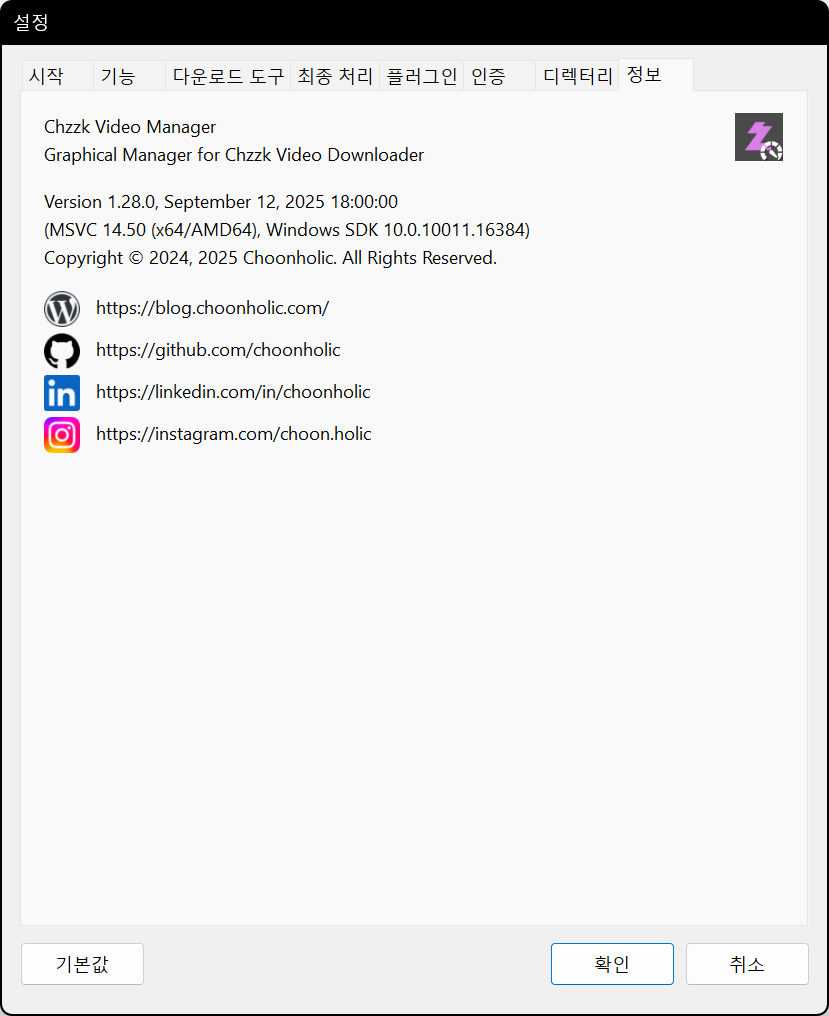 설정
시작 기능 다운로드 도구 최종 처리 플러그인 인증 디렉터리 정보
Chzzk Video Manager
Graphical Manager for Chzzk Video Downloader
Version 1.28.0, September 12, 2025 18:00:00
(MSVC 14.50 (x64/AMD64), Windows SDK 10.0.10011.16384)
Copyright © 2024, 2025 Choonholic. All Rights Reserved.
https://blog.choonholic.com/
https://github.com/choonholic
https://linkedin.com/in/choonholic
https://instagram.com/choon.holic
기본값 확인 취소